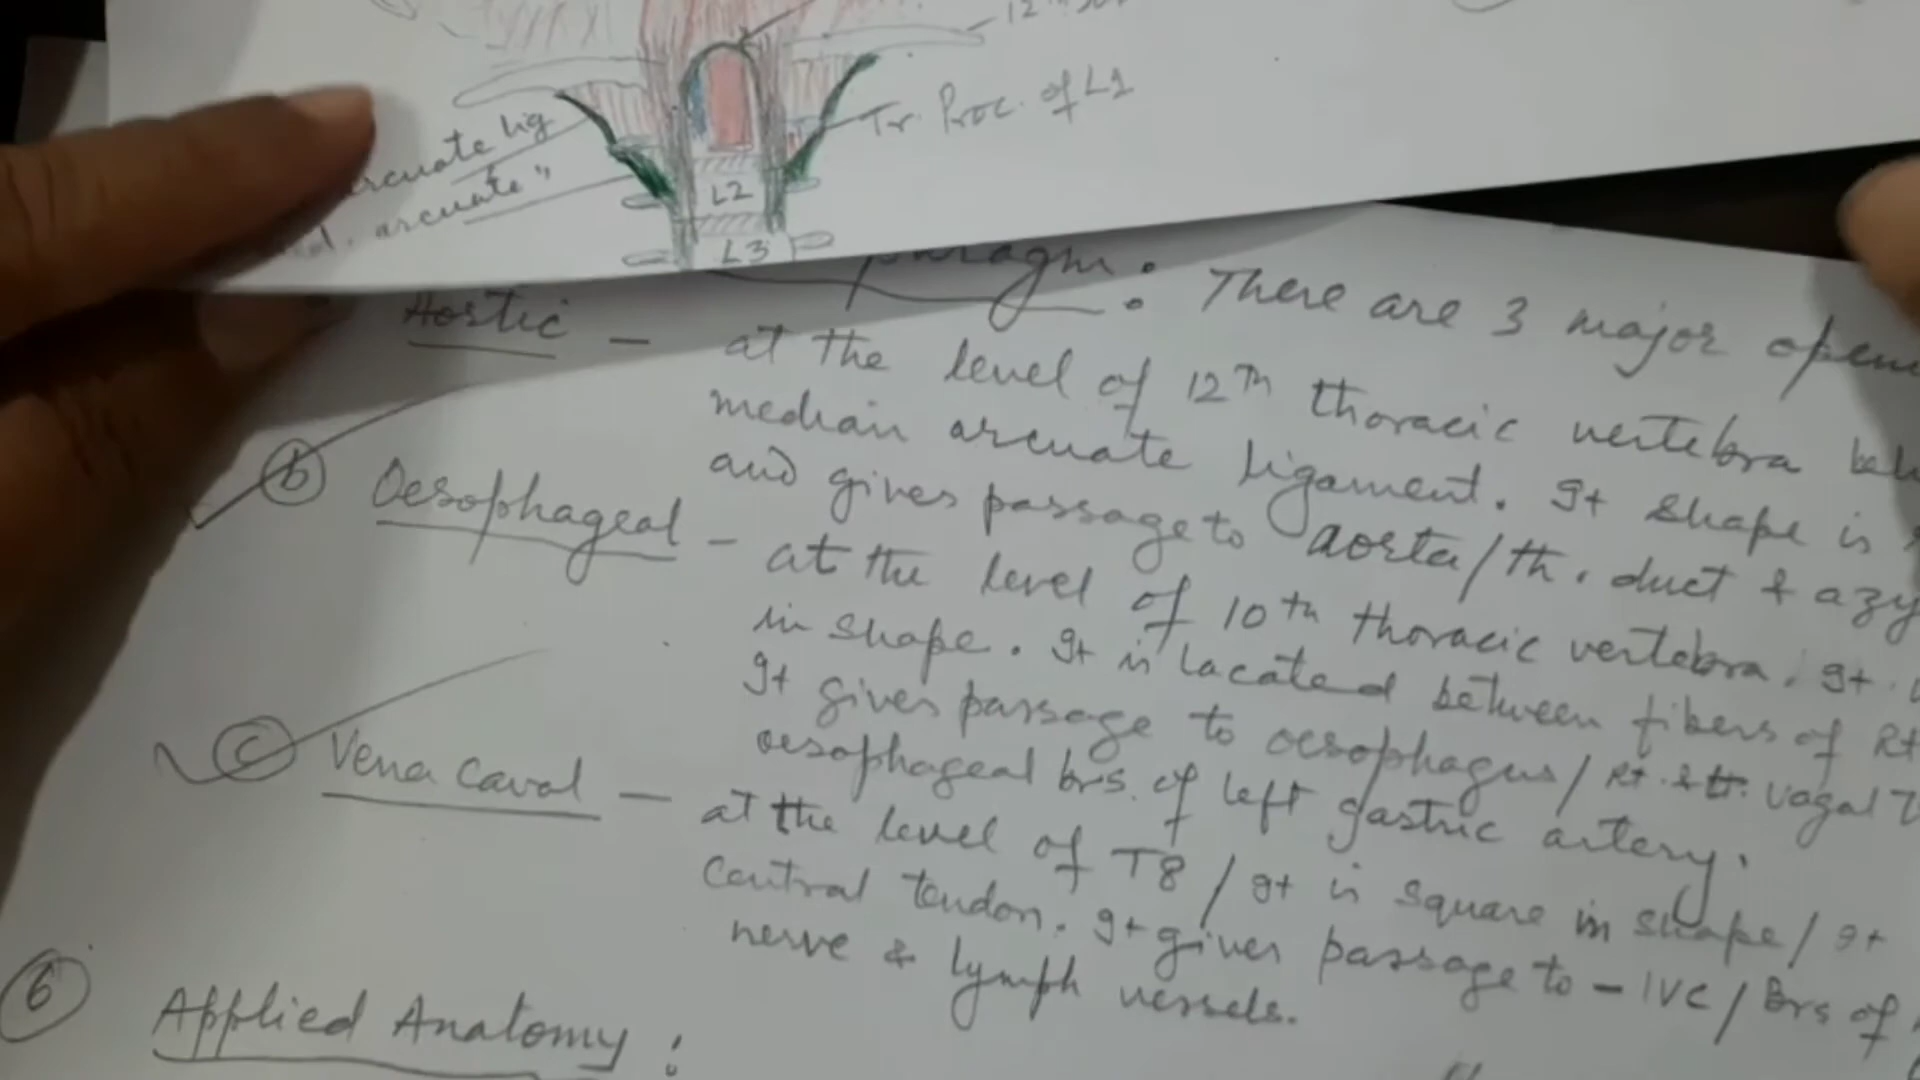 12th
Tr. Proc. of L1
arcuate lig
arcuate "
L2
L3
There are 3 major
Aortic - at the level of 12th thoracic vertebra
median arcuate ligament. It shape is
and gives passage to aorta/th. duct &
(b) Oesophageal - at the level of 10th thoracic vertebra. It
in shape. It is lacated between fibers of Rt
It gives passage to oesophagus/ Rt. & lt. vagal
oesophageal brs. of left gastric artery.
(c) Vena Caval - at the level of T8 / It is square in shape/ It
Central tendon. It gives passage to - IVC / Brs of
nerve & lymph vessels.
(6) Applied Anatomy :